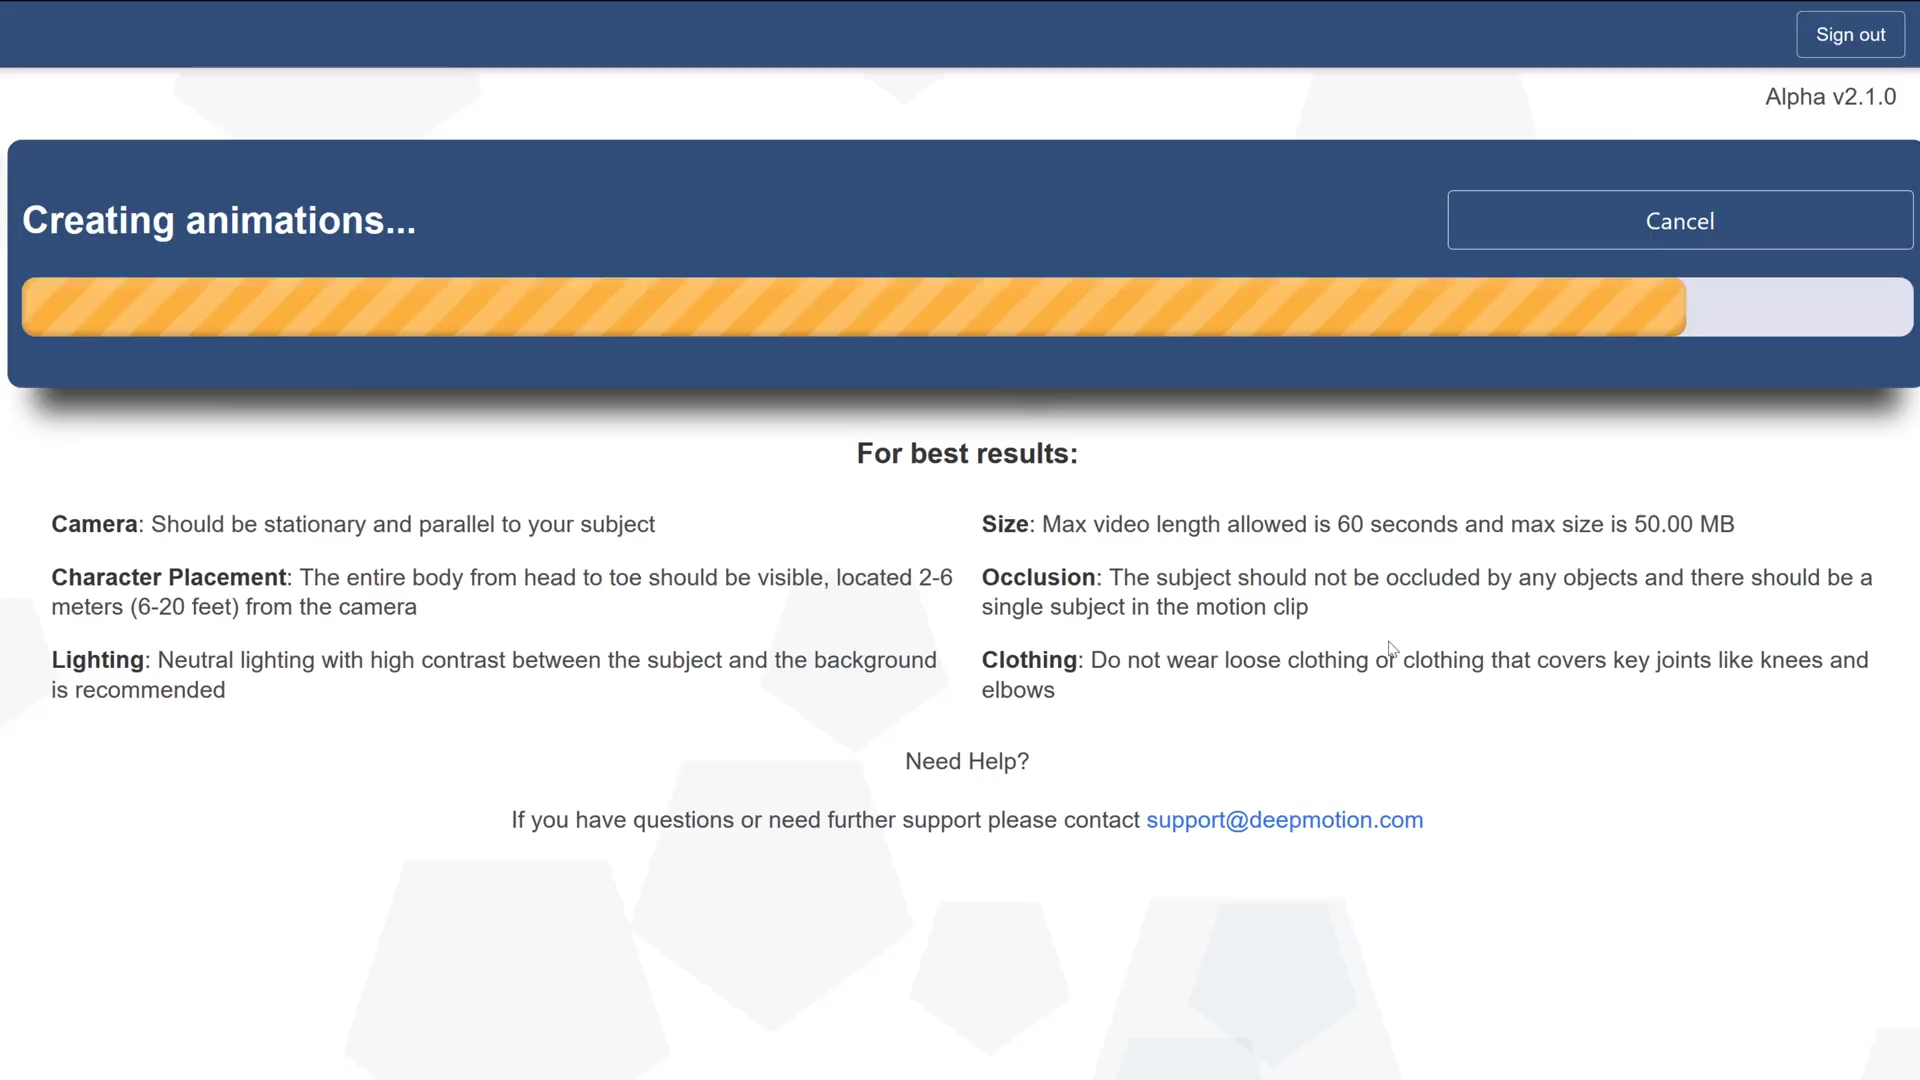 Sign out
Alpha v2.1.0
Creating animations...
Cancel
For best results:
Camera: Should be stationary and parallel to your subject
Character Placement: The entire body from head to toe should be visible, located 2-6
meters (6-20 feet) from the camera
Lighting: Neutral lighting with high contrast between the subject and the background
is recommended
Size: Max video length allowed is 60 seconds and max size is 50.00 MB
Occlusion: The subject should not be occluded by any objects and there should be a
single subject in the motion clip
Clothing: Do not wear loose clothing or clothing that covers key joints like knees and
elbows
Need Help?
If you have questions or need further support please contact support@deepmotion.com